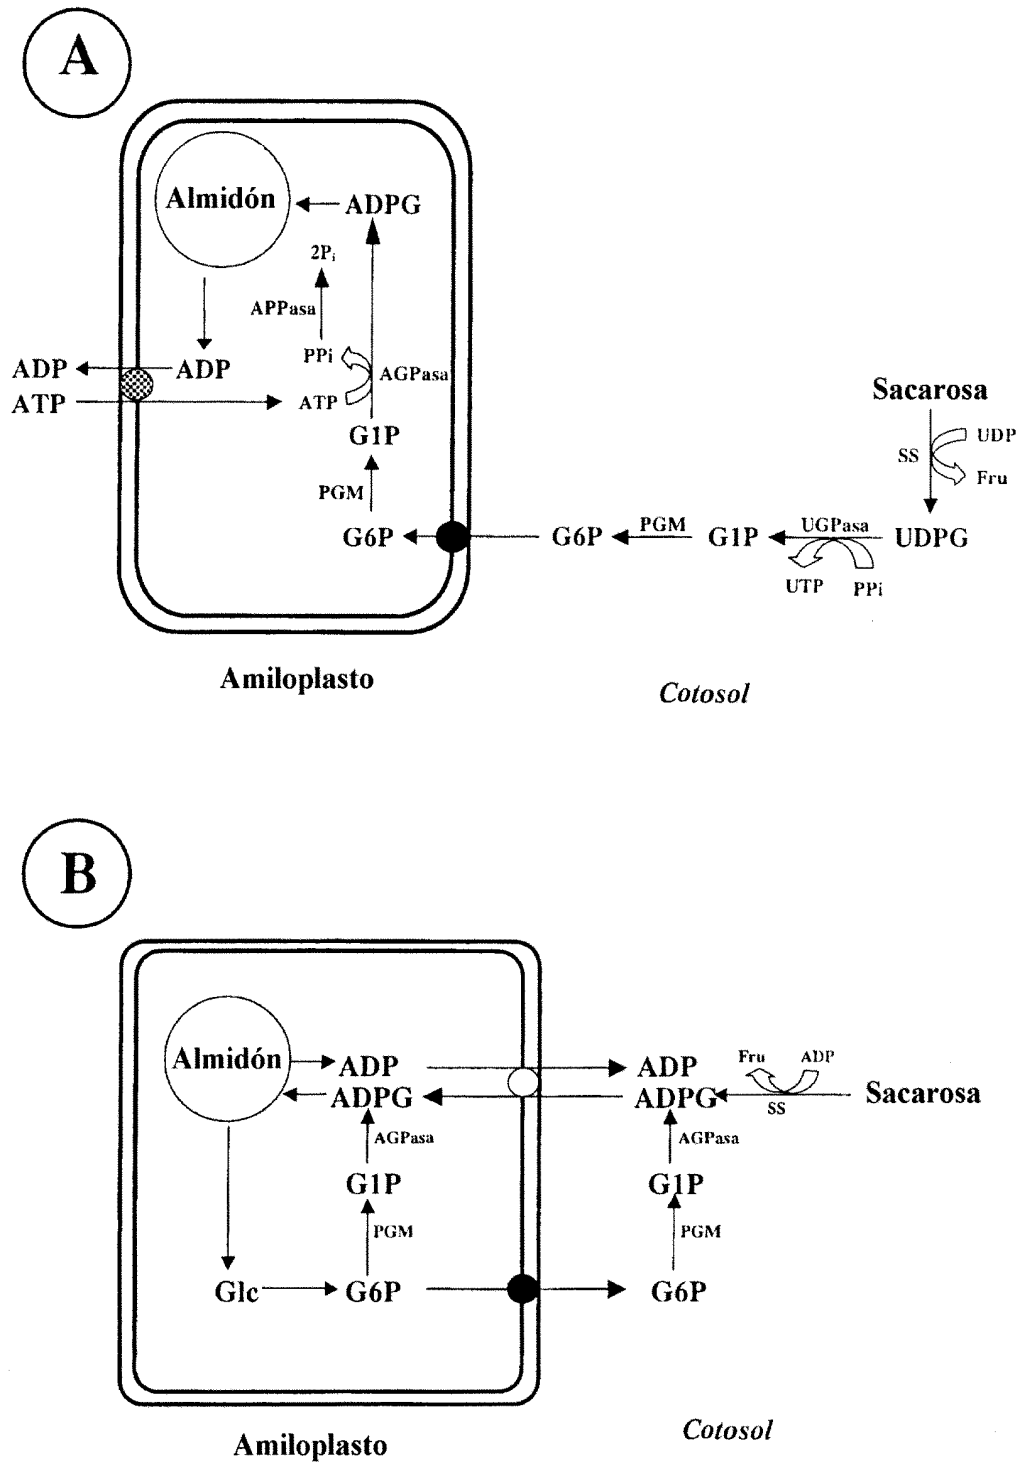 A
Almidón
ADPG
2Pi
APPasa
PPi
AGPasa
ADP
ADP
ATP
ATP
G1P
PGM
G6P
G6P
PGM
G1P
UGPasa
UDPG
UTP
PPi
Sacarosa
SS
UDP
Fru
Amiloplasto
Cotosol
B
Almidón
ADP
ADPG
AGPasa
G1P
PGM
Glc
G6P
ADP
ADPG
AGPasa
G1P
PGM
G6P
Fru
ADP
SS
Sacarosa
Amiloplasto
Cotosol